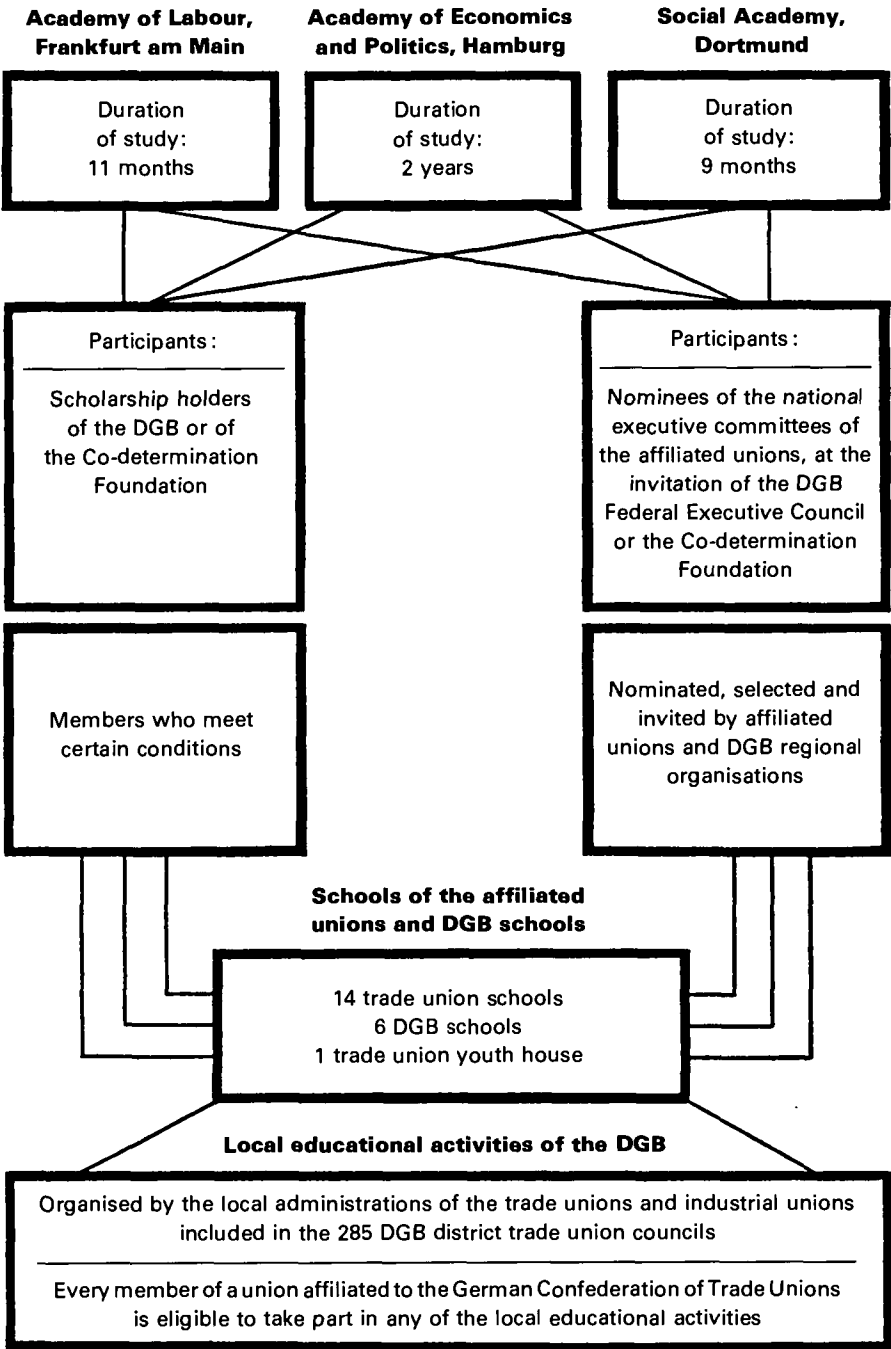 Academy of Labour,
Frankfurt am Main
Academy of Economics
and Politics, Hamburg
Social Academy,
Dortmund
Duration
of study:
11 months
Duration
of study:
2 years
Duration
of study:
9 months
Participants:
Scholarship holders
of the DGB or of
the Co-determination
Foundation
Participants:
Nominees of the national
executive committees of
the affiliated unions, at the
invitation of the DGB
Federal Executive Council
or the Co-determination
Foundation
Members who meet
certain conditions
Nominated, selected and
invited by affiliated
unions and DGB regional
organisations
Schools of the affiliated
unions and DGB schools
14 trade union schools
6 DGB schools
1 trade union youth house
Local educational activities of the DGB
Organised by the local administrations of the trade unions and industrial unions
included in the 285 DGB district trade union councils
Every member of a union affiliated to the German Confederation of Trade Unions
is eligible to take part in any of the local educational activities